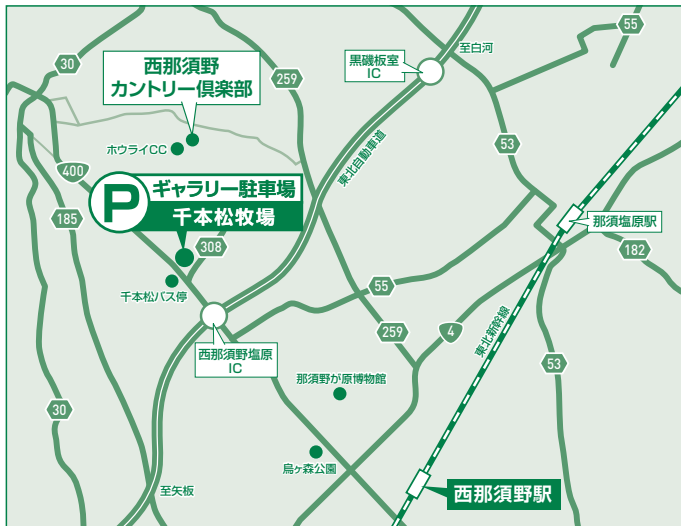 55
30
至白河
黒磯板室
IC
西那須野
カントリー倶楽部
259
ホウライCC
53
東北自動車道
400
P
ギャラリー駐車場
千本松牧場
185
那須塩原駅
308
182
千本松バス停
55
259
4
東北新幹線
西那須野塩原
IC
53
那須野が原博物館
30
烏ヶ森公園
至矢板
西那須野駅